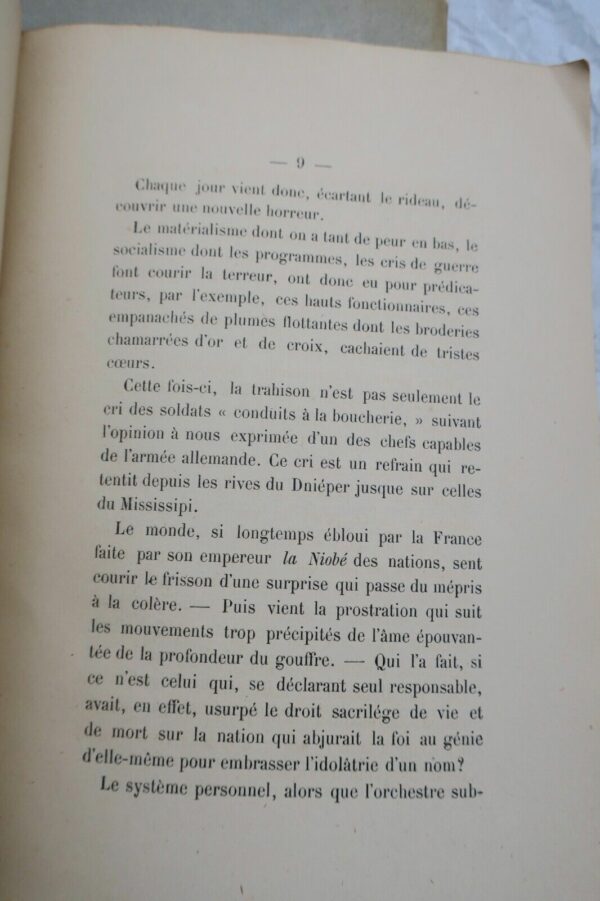 — 9 —
Chaque jour vient donc, écartant le rideau, dé-
couvrir une nouvelle horreur.
Le matérialisme dont on a tant de peur en bas, le
socialisme dont les programmes, les cris de guerre
font courir la terreur, ont donc eu pour prédica-
teurs, par l'exemple, ces hauts fonctionnaires, ces
empanachés de plumes flottantes dont les broderies
chamarrées d'or et de croix, cachaient de tristes
cœurs.
Cette fois-ci, la trahison n'est pas seulement le
cri des soldats « conduits à la boucherie, » suivant
l'opinion à nous exprimée d'un des chefs capables
de l'armée allemande. Ce cri est un refrain qui re-
tentit depuis les rives du Dniéper jusque sur celles
du Mississipi.
Le monde, si longtemps ébloui par la France
faite par son empereur la Niobé des nations, sent
courir le frisson d'une surprise qui passe du mépris
à la colère. — Puis vient la prostration qui suit
les mouvements trop précipités de l'âme épouvan-
tée de la profondeur du gouffre. — Qui l'a fait, si
ce n'est celui qui, se déclarant seul responsable,
avait, en effet, usurpé le droit sacrilége de vie et
de mort sur la nation qui abjurait la foi au génie
d'elle-même pour embrasser l'idolâtrie d'un nom?
Le système personnel, alors que l'orchestre sub-